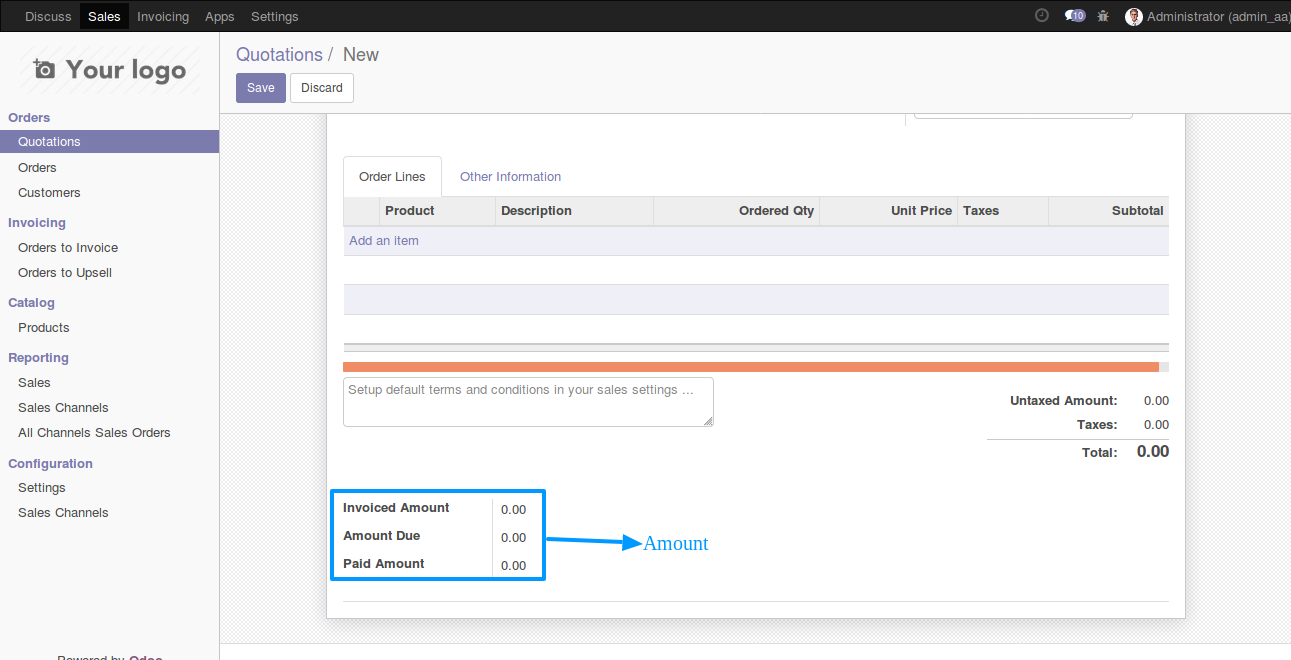 Discuss Sales Invoicing Apps Settings 10 Administrator (admin_aa)
Your logo
Quotations / New
Save Discard
Orders
Quotations
Orders
Customers
Invoicing
Orders to Invoice
Orders to Upsell
Catalog
Products
Reporting
Sales
Sales Channels
All Channels Sales Orders
Configuration
Settings
Sales Channels
Powered by Odoo
Order Lines Other Information
Product Description Ordered Qty Unit Price Taxes Subtotal
Add an item
Setup default terms and conditions in your sales settings ...
Untaxed Amount: 0.00
Taxes: 0.00
Total: 0.00
Invoiced Amount 0.00
Amount Due 0.00
Paid Amount 0.00
Amount